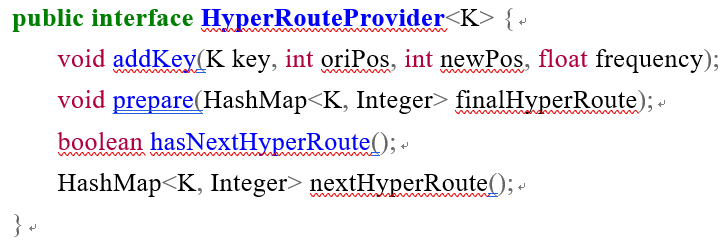 public interface HyperRouteProvider<K> {
void addKey(K key, int oriPos, int newPos, float frequency);
void prepare(HashMap<K, Integer> finalHyperRoute);
boolean hasNextHyperRoute();
HashMap<K, Integer> nextHyperRoute();
}